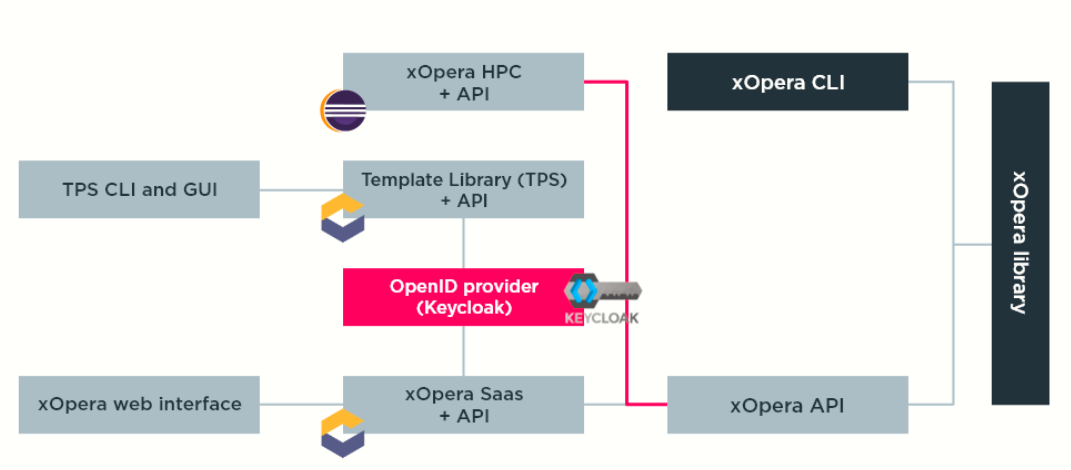 xOpera HPC
+ API
xOpera CLI
TPS CLI and GUI
Template Library (TPS)
+ API
xOpera library
OpenID provider
(Keycloak)
KEYCLOAK
xOpera web interface
xOpera Saas
+ API
xOpera API